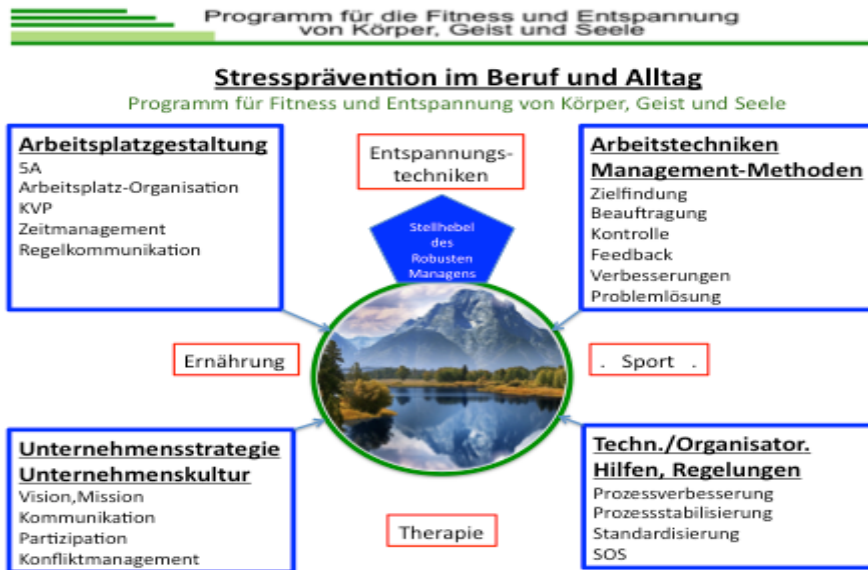 Programm für die Fitness und Entspannung
von Körper, Geist und Seele
Stressprävention im Beruf und Alltag
Programm für Fitness und Entspannung von Körper, Geist und Seele
Arbeitsplatzgestaltung
5A
Arbeitsplatz-Organisation
KVP
Zeitmanagement
Regelkommunikation
Entspannungs-
techniken
Arbeitstechniken
Management-Methoden
Zielfindung
Beauftragung
Kontrolle
Feedback
Verbesserungen
Problemlösung
Stellhebel
des
Robusten
Managens
Ernährung
. Sport .
Unternehmensstrategie
Unternehmenskultur
Vision,Mission
Kommunikation
Partizipation
Konfliktmanagement
Therapie
Techn./Organisator.
Hilfen, Regelungen
Prozessverbesserung
Prozessstabilisierung
Standardisierung
SOS